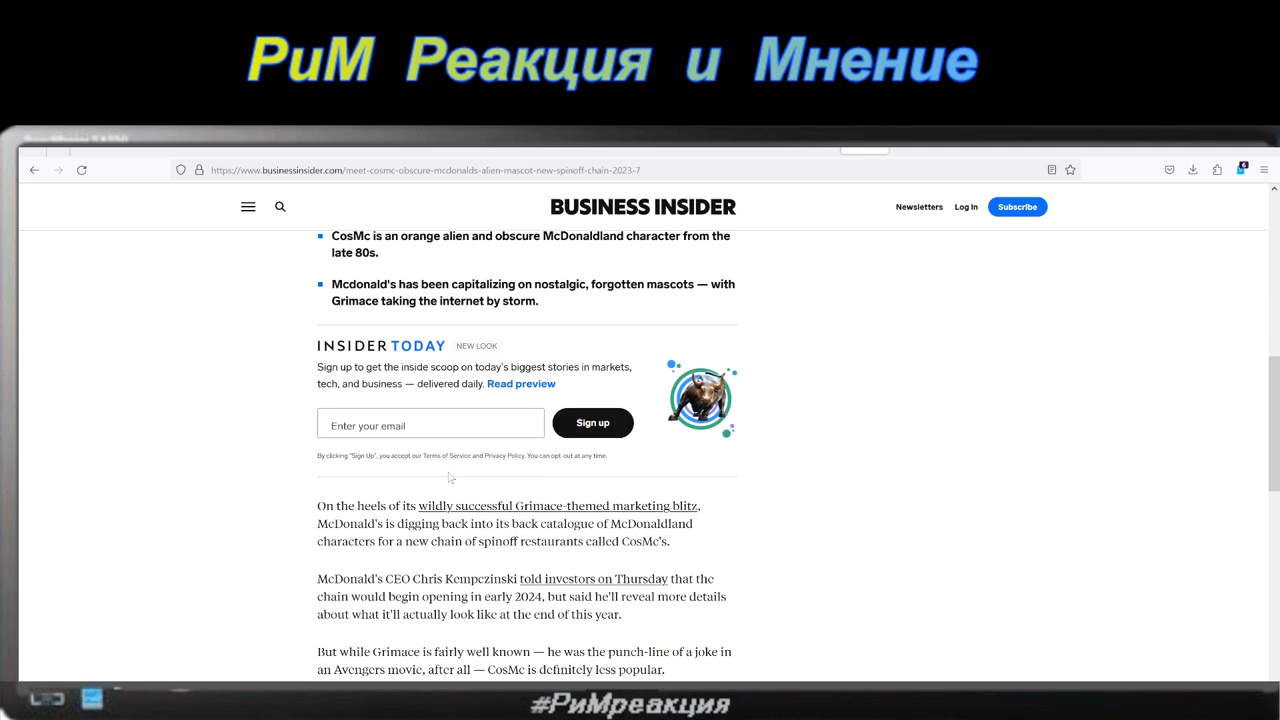 РиМ Реакция и Мнение
https://www.businessinsider.com/meet-cosmc-obscure-mcdonalds-alien-mascot-new-spinoff-chain-2023-7
BUSINESS INSIDER
Newsletters Log In Subscribe
CosMc is an orange alien and obscure McDonaldland character from the
late 80s.
Mcdonald's has been capitalizing on nostalgic, forgotten mascots — with
Grimace taking the internet by storm.
INSIDER TODAY NEW LOOK
Sign up to get the inside scoop on today's biggest stories in markets,
tech, and business — delivered daily. Read preview
Enter your email Sign up
By clicking "Sign Up", you accept our Terms of Service and Privacy Policy. You can opt-out at any time.
On the heels of its wildly successful Grimace-themed marketing blitz,
McDonald's is digging back into its back catalogue of McDonaldland
characters for a new chain of spinoff restaurants called CosMc's.
McDonald's CEO Chris Kempczinski told investors on Thursday that the
chain would begin opening in early 2024, but said he'll reveal more details
about what it'll actually look like at the end of this year.
But while Grimace is fairly well known — he was the punch-line of a joke in
an Avengers movie, after all — CosMc is definitely less popular.
#РиМреакция